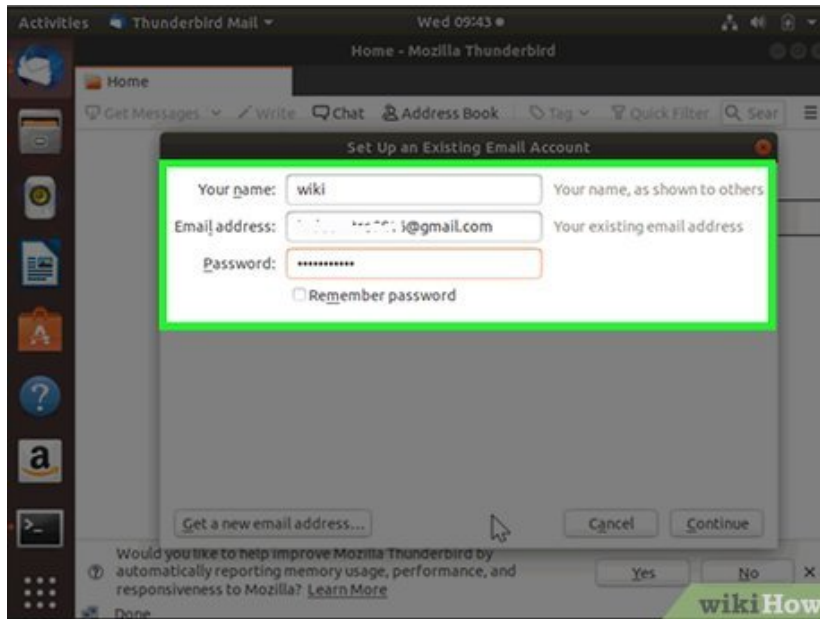 Activities Thunderbird Mail Wed 09:43
Home - Mozilla Thunderbird
Home
Get Messages Write Chat Address Book Tag Quick Filter Sear
Set Up an Existing Email Account
Your name: wiki Your name, as shown to others
Email address: @gmail.com Your existing email address
Password: •••••••••••
Remember password
Get a new email address... Cancel Continue
Would you like to help improve Mozilla Thunderbird by
automatically reporting memory usage, performance, and
responsiveness to Mozilla? Learn More
Yes No
Done
a
wikiHow